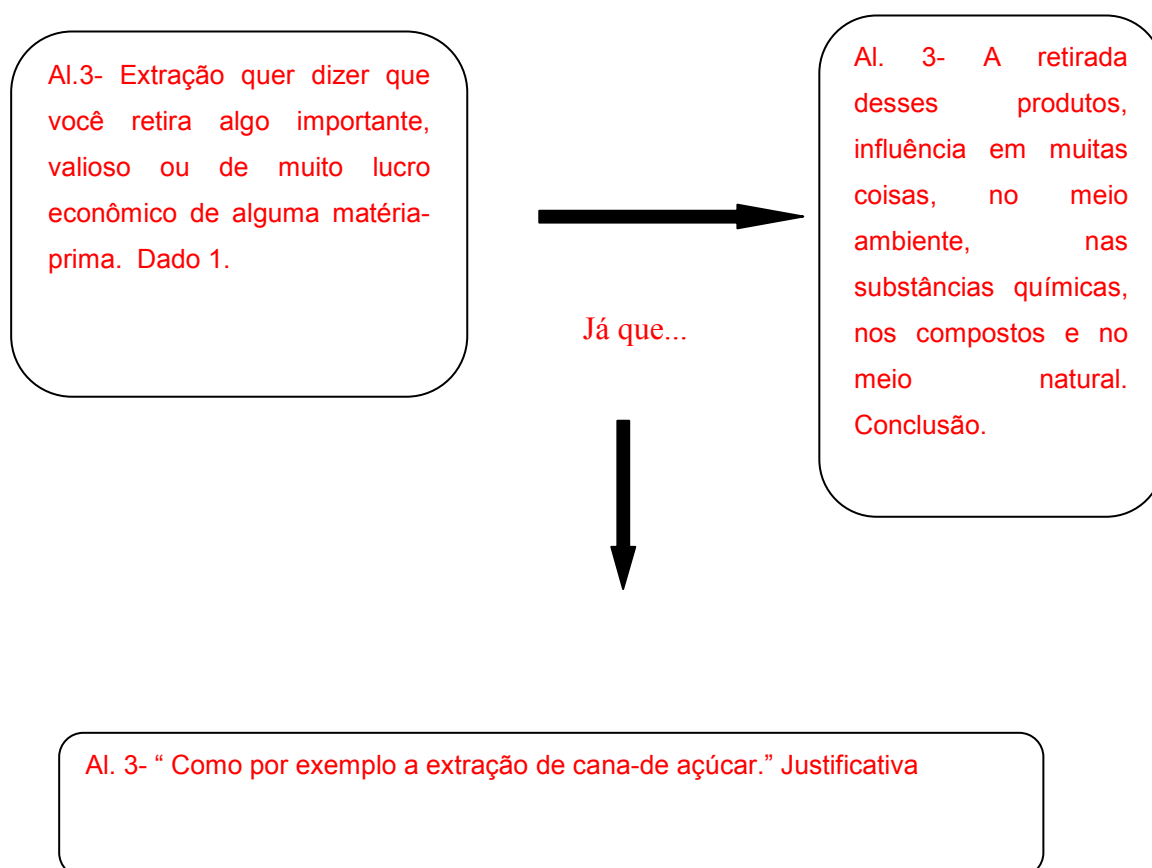 Al.3- Extração quer dizer que
você retira algo importante,
valioso ou de muito lucro
econômico de alguma matéria-
prima. Dado 1.
Al. 3- A retirada
desses produtos,
influência em muitas
coisas, no meio
ambiente, nas
substâncias químicas,
nos compostos e no
meio natural.
Conclusão.
Já que...
Al. 3- “ Como por exemplo a extração de cana-de açúcar.” Justificativa